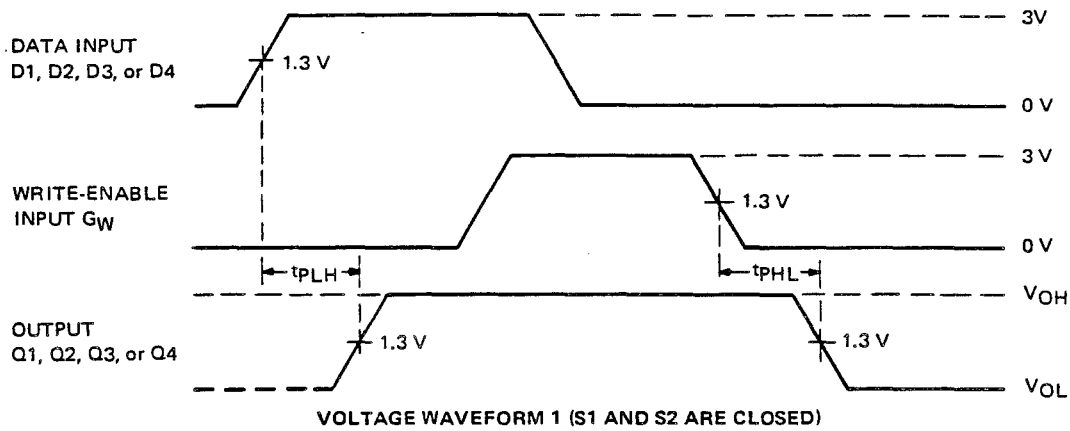 3V
DATA INPUT
D1, D2, D3, or D4
1.3 V
0 V
3 V
WRITE-ENABLE
INPUT GW
1.3 V
0 V
tPLH
tPHL
VOH
OUTPUT
Q1, Q2, Q3, or Q4
1.3 V
1.3 V
VOL
VOLTAGE WAVEFORM 1 (S1 AND S2 ARE CLOSED)